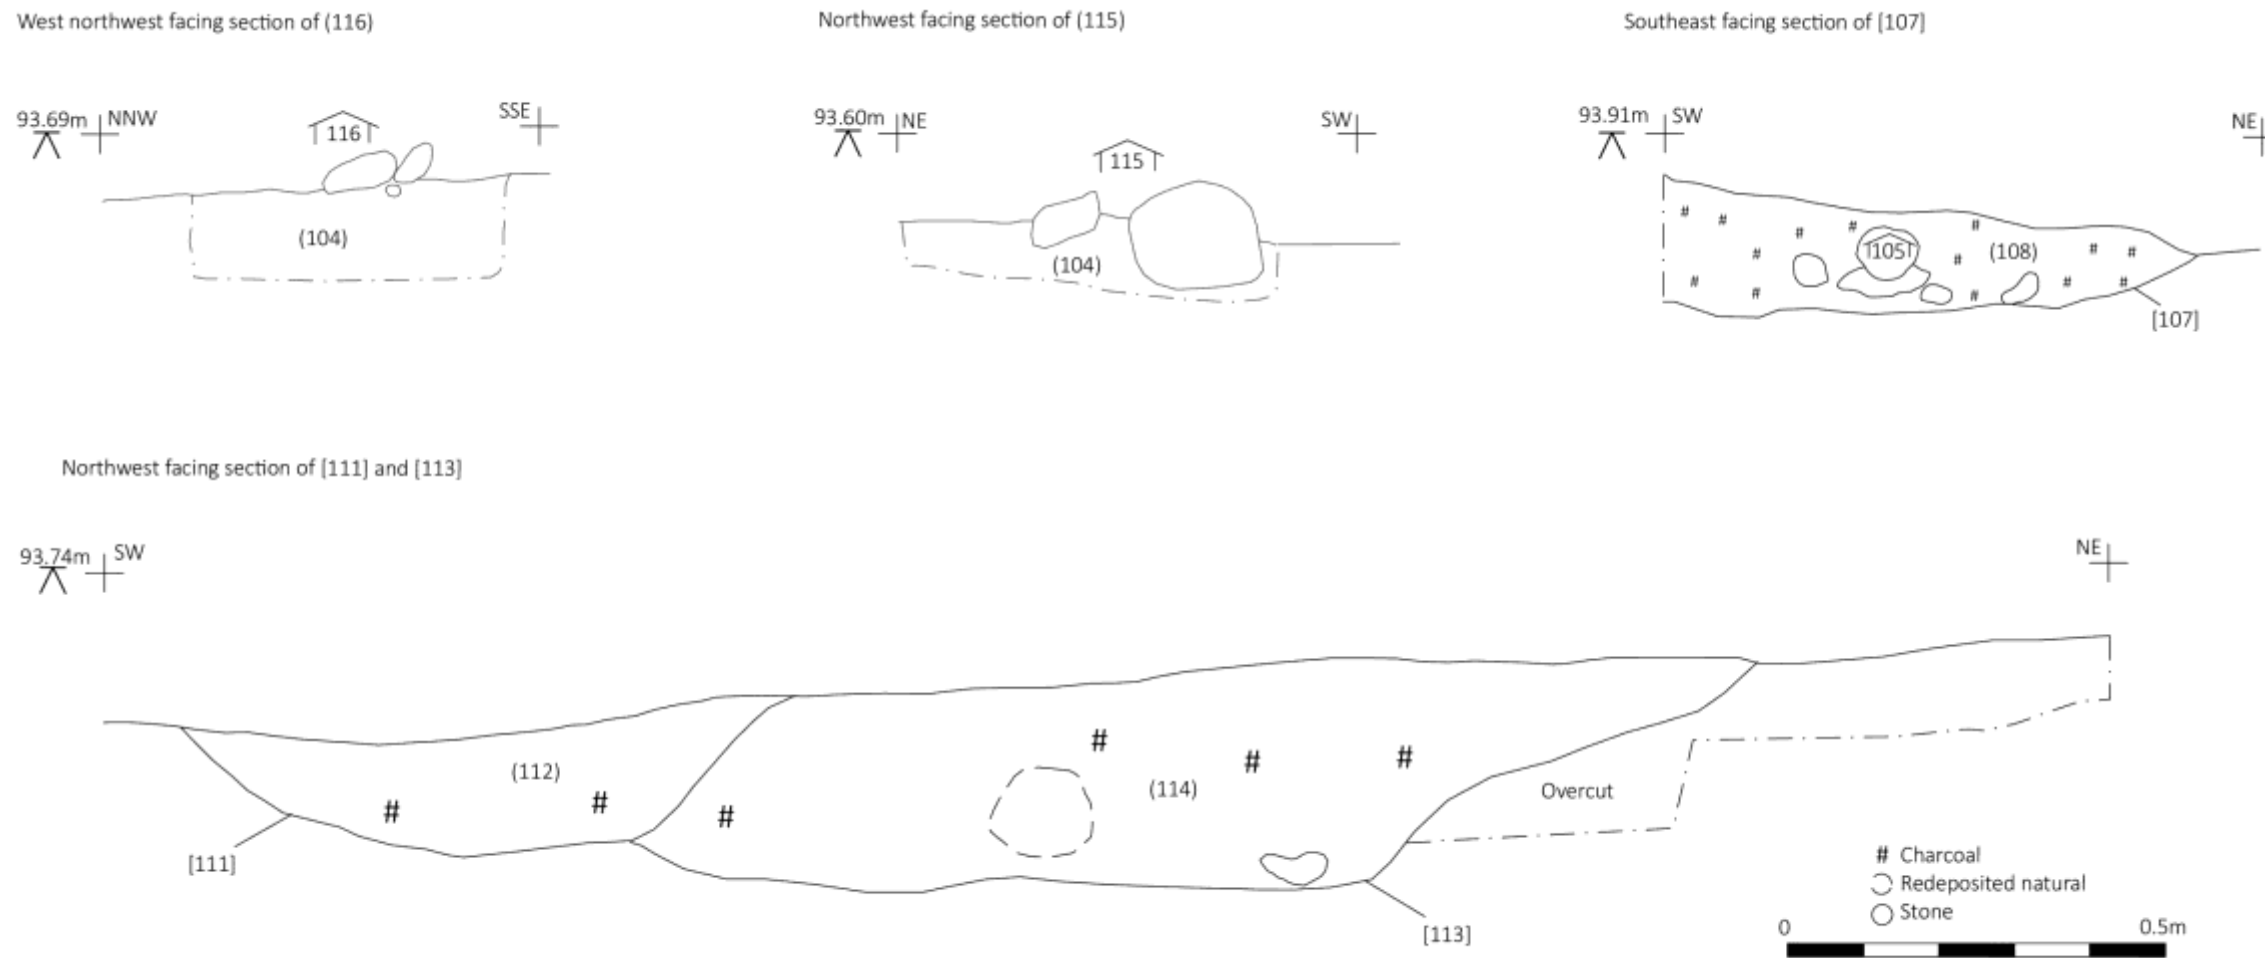 West northwest facing section of (116)
Northwest facing section of (115)
Southeast facing section of [107]
93.69m NNW
116
SSE
(104)
93.60m NE
115
SW
(104)
93.91m SW
NE
105
(108)
[107]
# # # # # # # # # # # # # # #
Northwest facing section of [111] and [113]
93.74m SW
NE
(112)
(114)
# # # # # #
Overcut
[111]
[113]
# Charcoal
Redeposited natural
Stone
0 0.5m